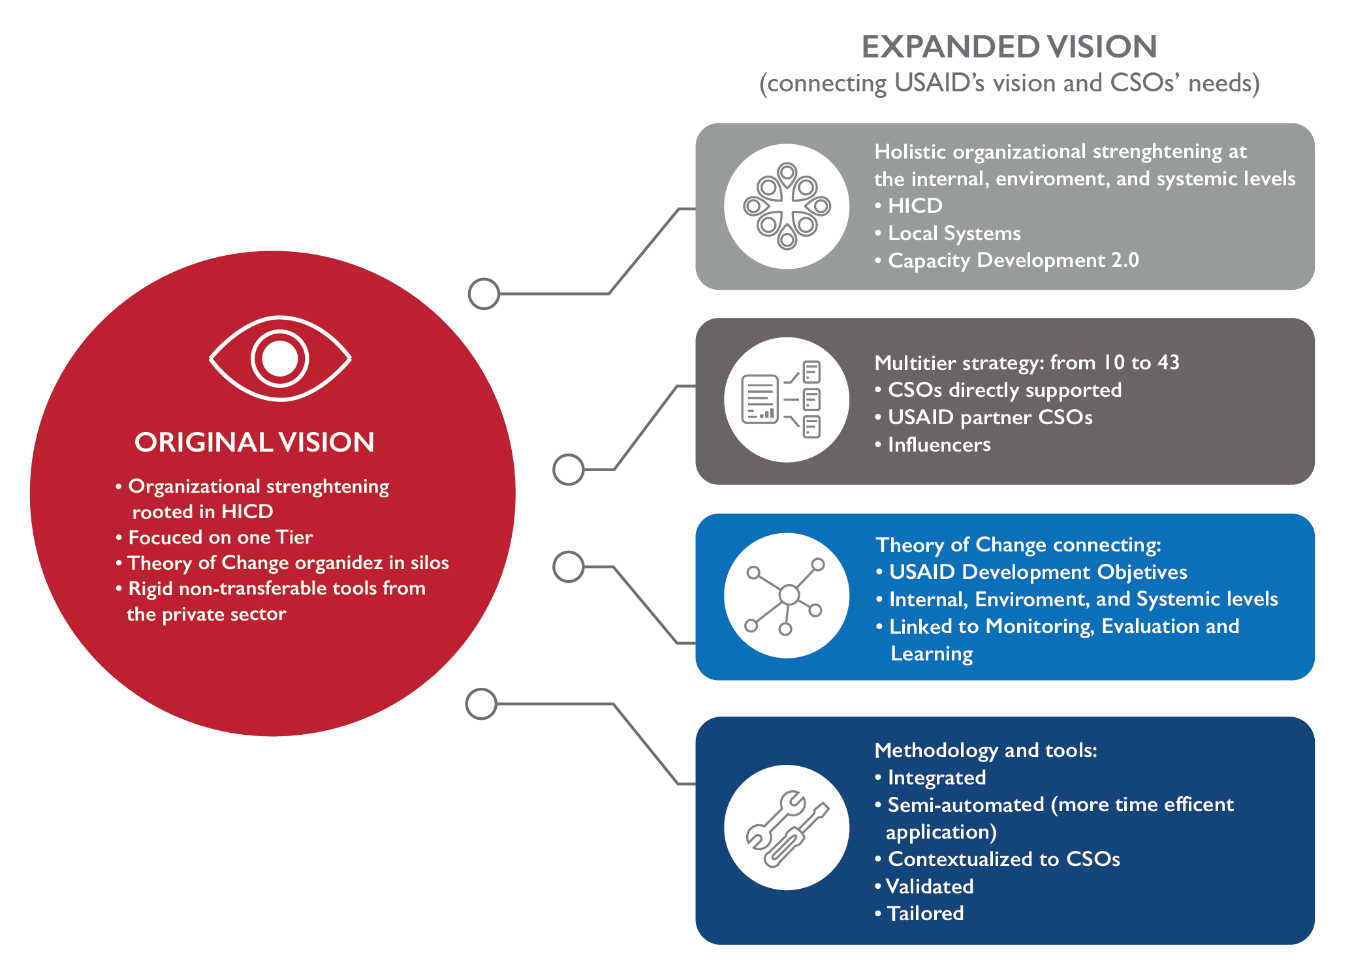 EXPANDED VISION
(connecting USAID's vision and CSOs' needs)
ORIGINAL VISION
• Organizational strenghtening
rooted in HICD
• Focuced on one Tier
• Theory of Change organidez in silos
• Rigid non-transferable tools from
the private sector
Holistic organizational strenghtening at
the internal, enviroment, and systemic levels
• HICD
• Local Systems
• Capacity Development 2.0
Multitier strategy: from 10 to 43
• CSOs directly supported
• USAID partner CSOs
• Influencers
Theory of Change connecting:
• USAID Development Objetives
• Internal, Enviroment, and Systemic levels
• Linked to Monitoring, Evaluation and
Learning
Methodology and tools:
• Integrated
• Semi-automated (more time efficent
application)
• Contextualized to CSOs
• Validated
• Tailored